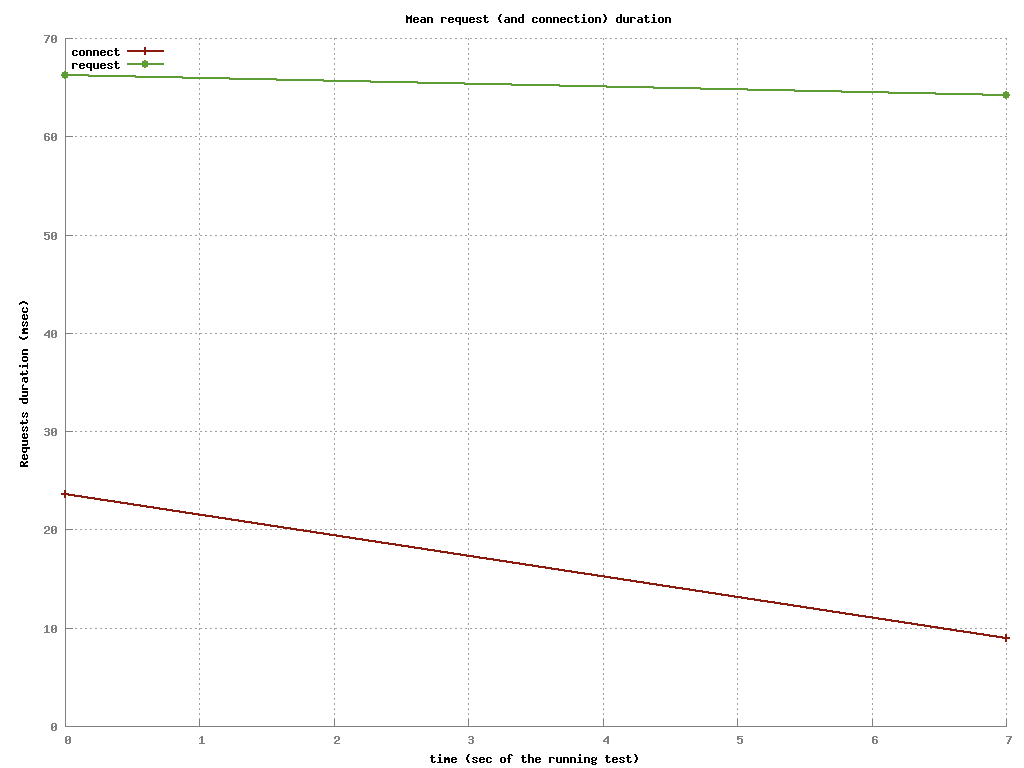 Mean request (and connection) duration
connect
request
70
60
50
40
30
20
10
0
Requests duration (msec)
0 1 2 3 4 5 6 7
time (sec of the running test)